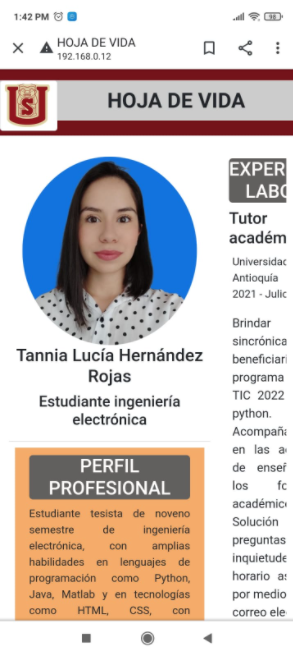 1:42 PM
98
HOJA DE VIDA
192.168.0.12
HOJA DE VIDA
U
S
Tannia Lucía Hernández
Rojas
Estudiante ingeniería
electrónica
PERFIL
PROFESIONAL
Estudiante tesista de noveno
semestre de ingeniería
electrónica, con amplias
habilidades en lenguajes de
programación como Python,
Java, Matlab y en tecnologías
como HTML, CSS, con
EXPER
LABO
Tutor
académ
Universidad
Antioquía
2021 - Julio
Brindar
sincrónica
beneficiari
programa
TIC 2022
python.
Acompaña
en las a
de enseñ
los fo
académic
Solución
preguntas
inquietude
horario as
por medio
correo ele